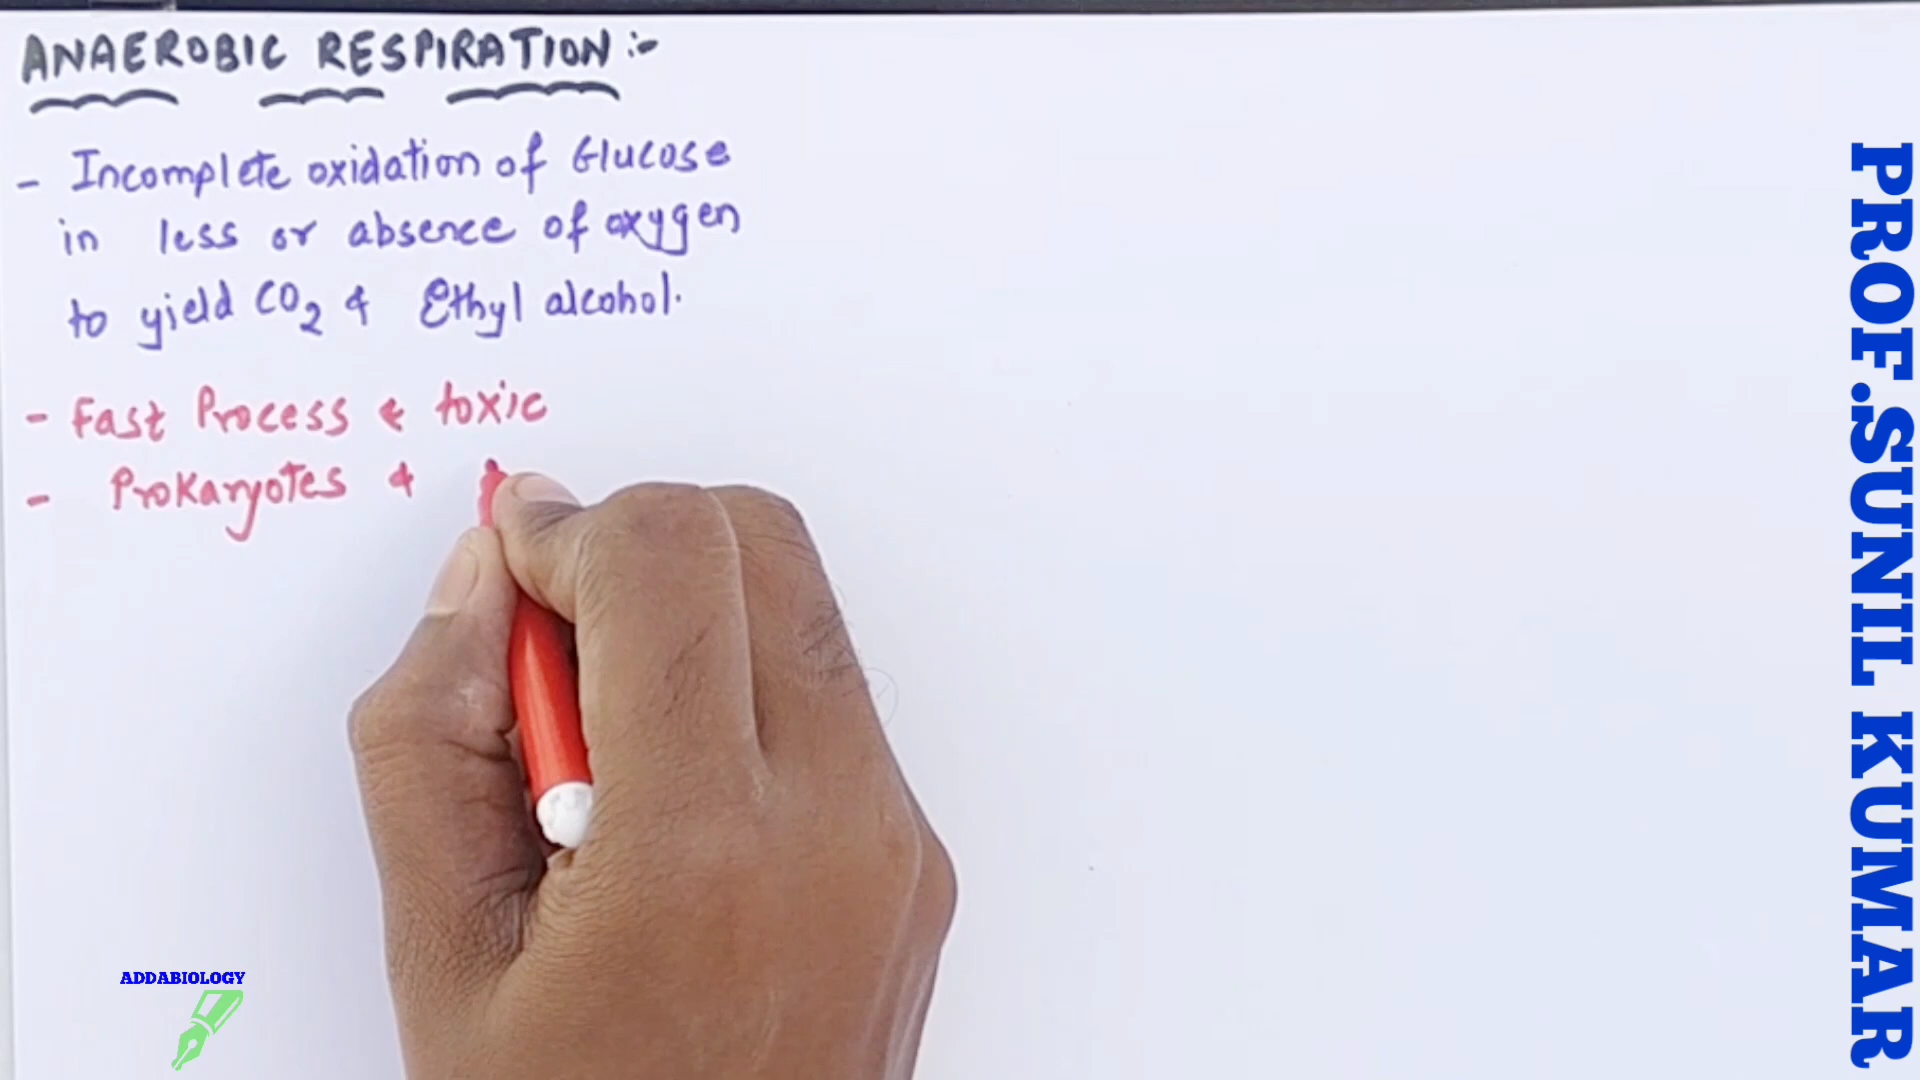 ANAEROBIC RESPIRATION :-
- Incomplete oxidation of Glucose
in less or absence of oxygen
to yield CO2 & Ethyl alcohol.
- Fast Process & toxic
- Prokaryotes &
ADDABIOLOGY
PROF.SUNIL KUMAR